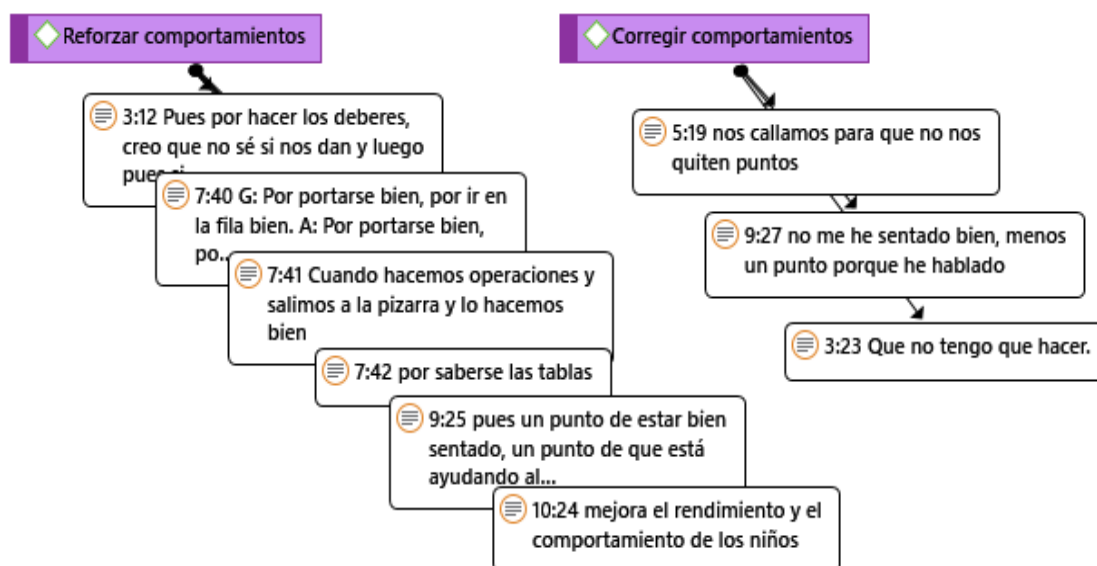 Reforzar comportamientos
3:12 Pues por hacer los deberes,
creo que no sé si nos dan y luego
pues si
7:40 G: Por portarse bien, por ir en
la fila bien. A: Por portarse bien,
po...
7:41 Cuando hacemos operaciones y
salimos a la pizarra y lo hacemos
bien
7:42 por saberse las tablas
9:25 pues un punto de estar bien
sentado, un punto de que está
ayudando al...
10:24 mejora el rendimiento y el
comportamiento de los niños
Corregir comportamientos
5:19 nos callamos para que no nos
quiten puntos
9:27 no me he sentado bien, menos
un punto porque he hablado
3:23 Que no tengo que hacer.